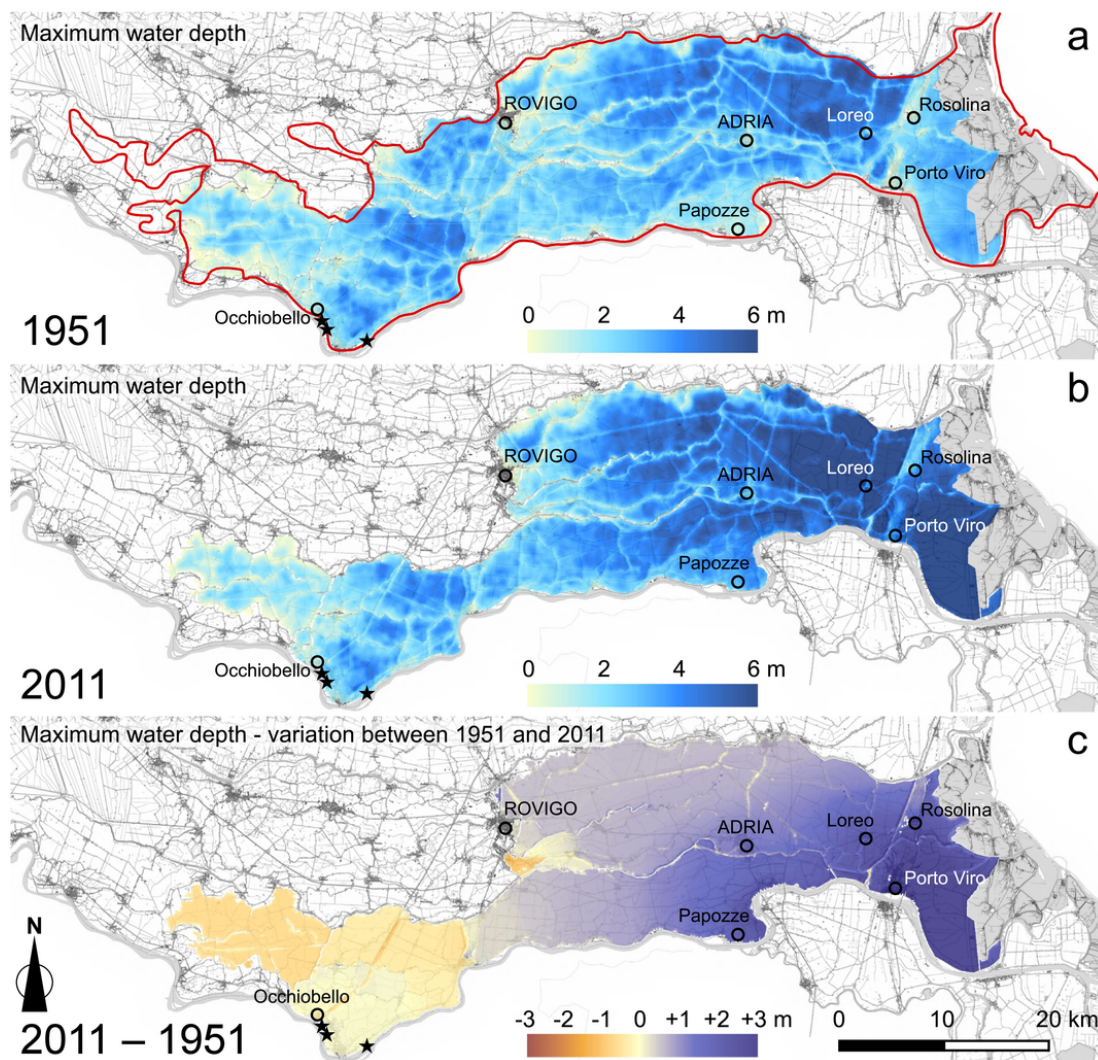 Maximum water depth
a
ROVIGO
ADRIA
Loreo
Rosolina
Porto Viro
Papozze
Occhiobello
1951
0 2 4 6 m
Maximum water depth
b
ROVIGO
ADRIA
Loreo
Rosolina
Porto Viro
Papozze
Occhiobello
2011
0 2 4 6 m
Maximum water depth - variation between 1951 and 2011
c
ROVIGO
ADRIA
Loreo
Rosolina
Porto Viro
Papozze
N
Occhiobello
2011 – 1951
-3 -2 -1 0 +1 +2 +3 m
0 10 20 km